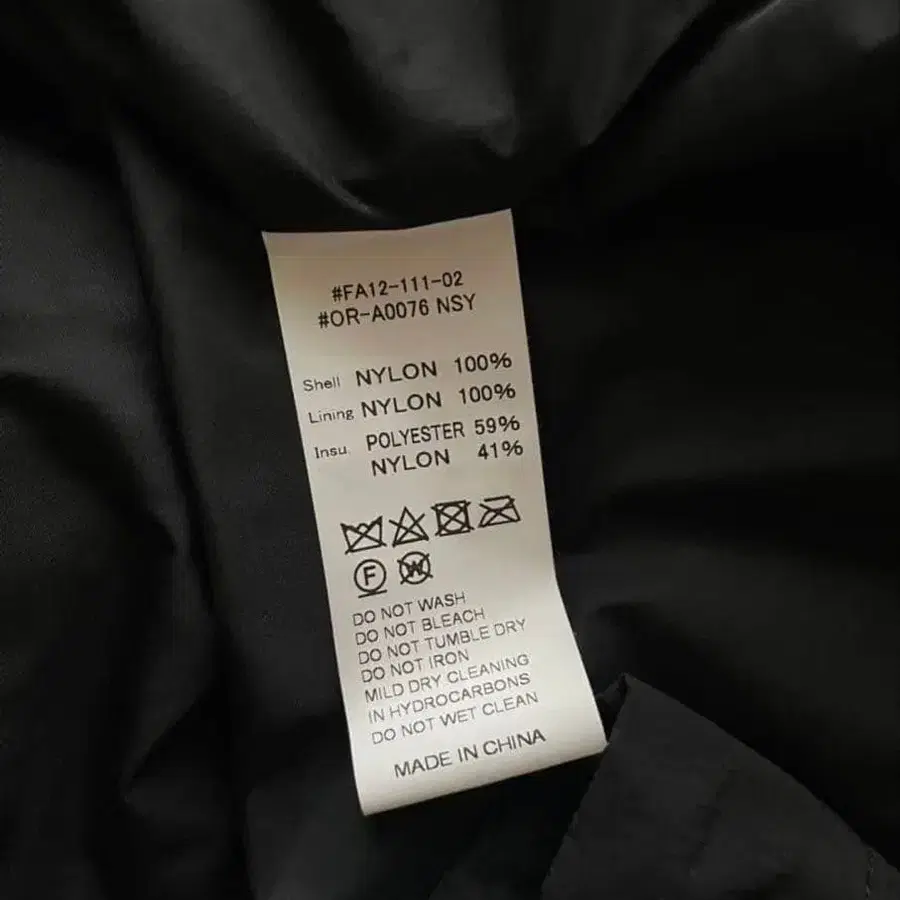 #FA12-111-02
#OR-A0076 NSY
Shell NYLON 100%
Lining NYLON 100%
Insu. POLYESTER 59%
NYLON 41%
F W
DO NOT WASH
DO NOT BLEACH
DO NOT TUMBLE DRY
DO NOT IRON
MILD DRY CLEANING
IN HYDROCARBONS
DO NOT WET CLEAN
MADE IN CHINA